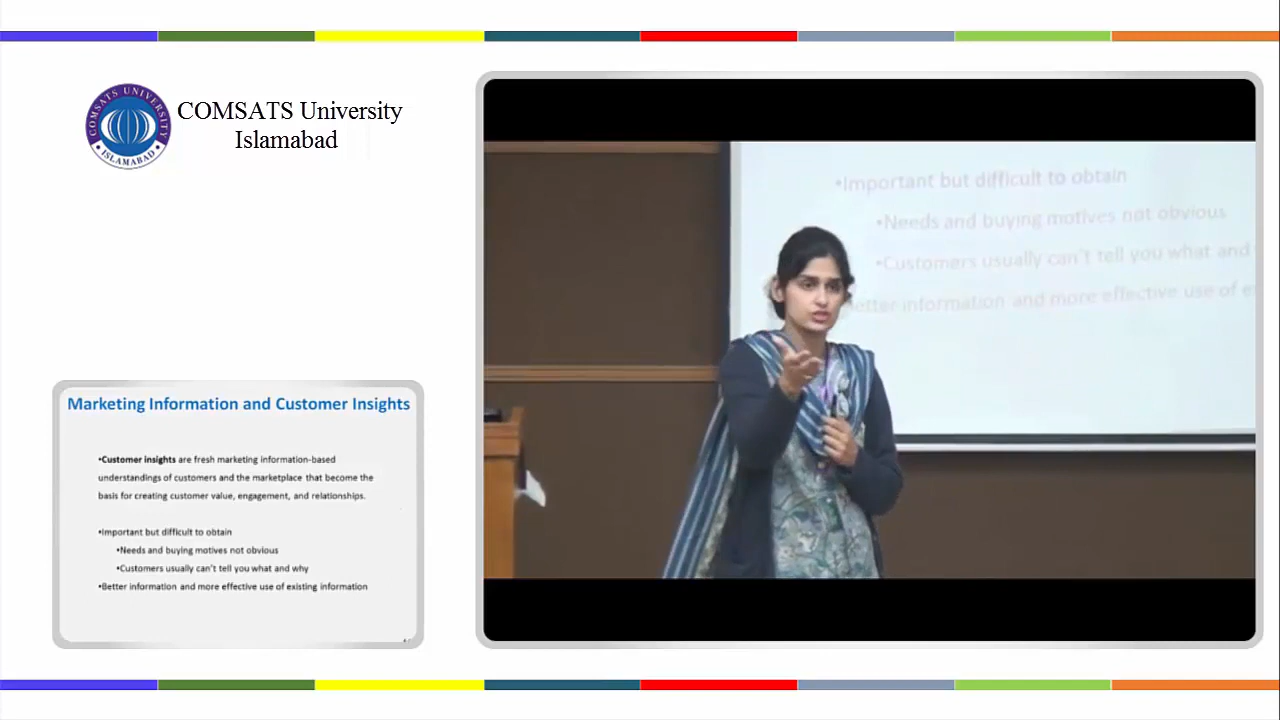 COMSATS UNIVERSITY
ISLAMABAD
COMSATS University
Islamabad
Marketing Information and Customer Insights
•Customer insights are fresh marketing information-based
understandings of customers and the marketplace that become the
basis for creating customer value, engagement, and relationships.
•Important but difficult to obtain
•Needs and buying motives not obvious
•Customers usually can't tell you what and why
•Better information and more effective use of existing information
•Important but difficult to obtain
•Needs and buying motives not obvious
•Customers usually can't tell you what and
etter information and more effective use of e